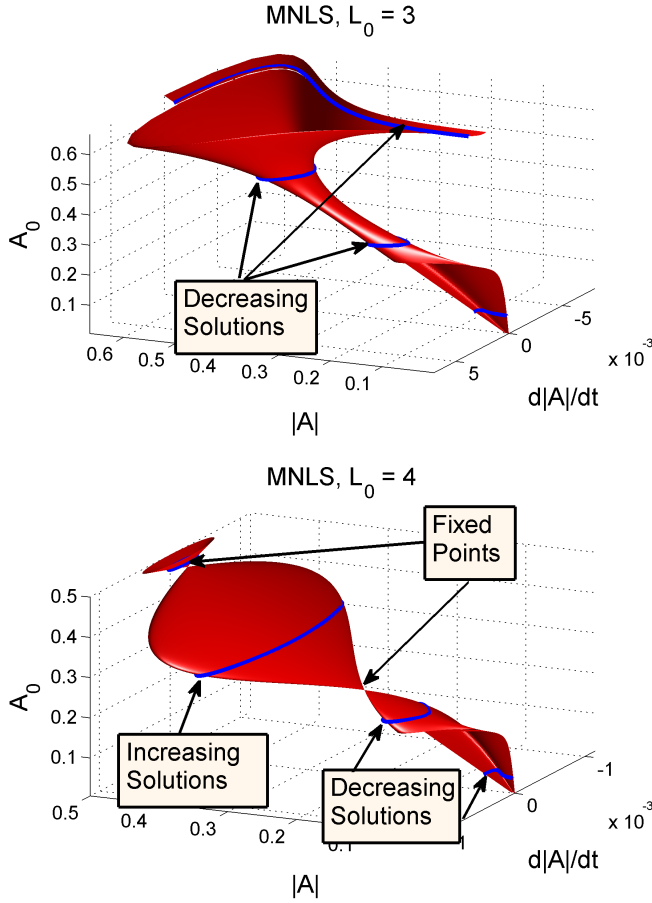 MNLS, L0 = 3
0.6
0.5
0.4
0.3
0.2
0.1
A0
Decreasing
Solutions
0.6
0.5
0.4
0.3
0.2
0.1
|A|
5
0
-5
x 10-3
d|A|/dt
MNLS, L0 = 4
Fixed
Points
0.5
0.4
0.3
0.2
0.1
A0
Increasing
Solutions
Decreasing
Solutions
0.5
0.4
0.3
0.2
0.1
|A|
1
0
-1
x 10-3
d|A|/dt